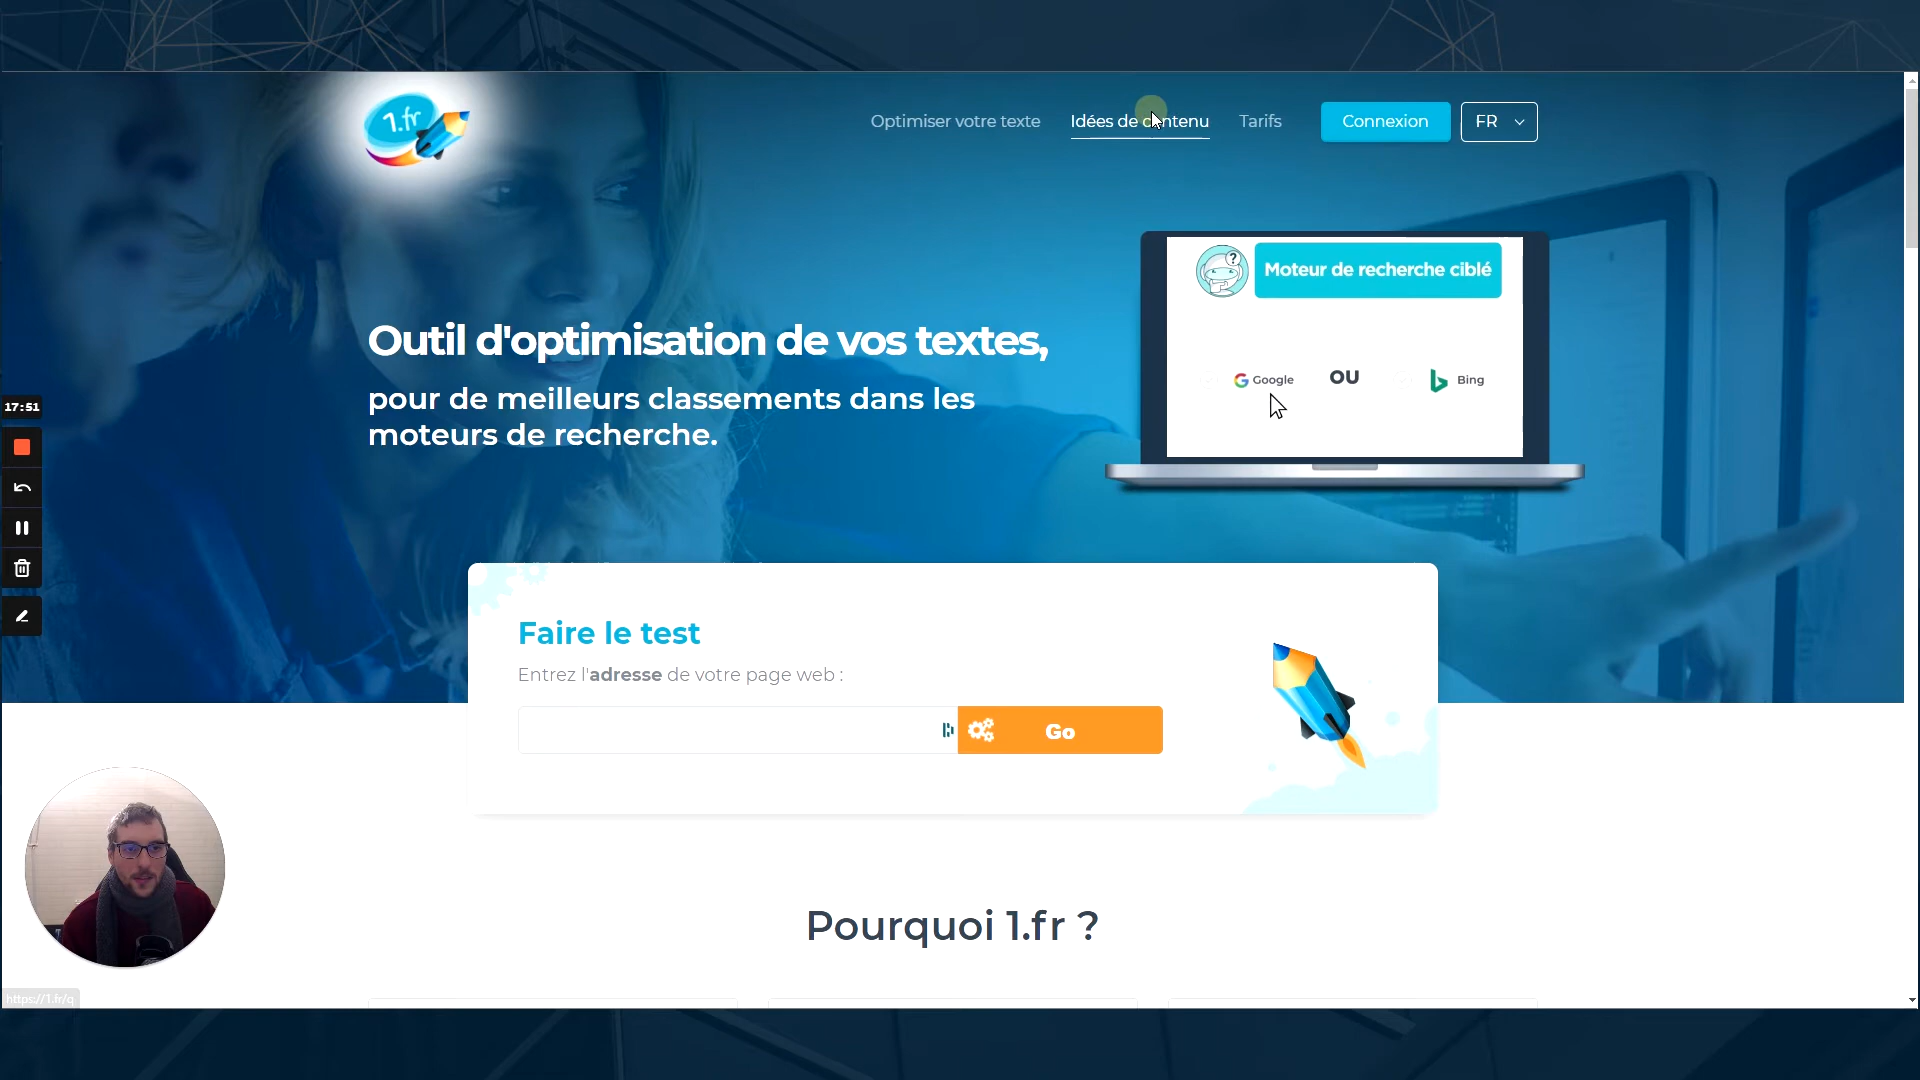 1.fr
Optimiser votre texte
Idées de contenu
Tarifs
Connexion
FR
?
Moteur de recherche ciblé
Outil d'optimisation de vos textes,
Google
OU
Bing
pour de meilleurs classements dans les
moteurs de recherche.
17:51
Faire le test
Entrez l'adresse de votre page web :
Go
Pourquoi 1.fr ?
https://1.fr/q